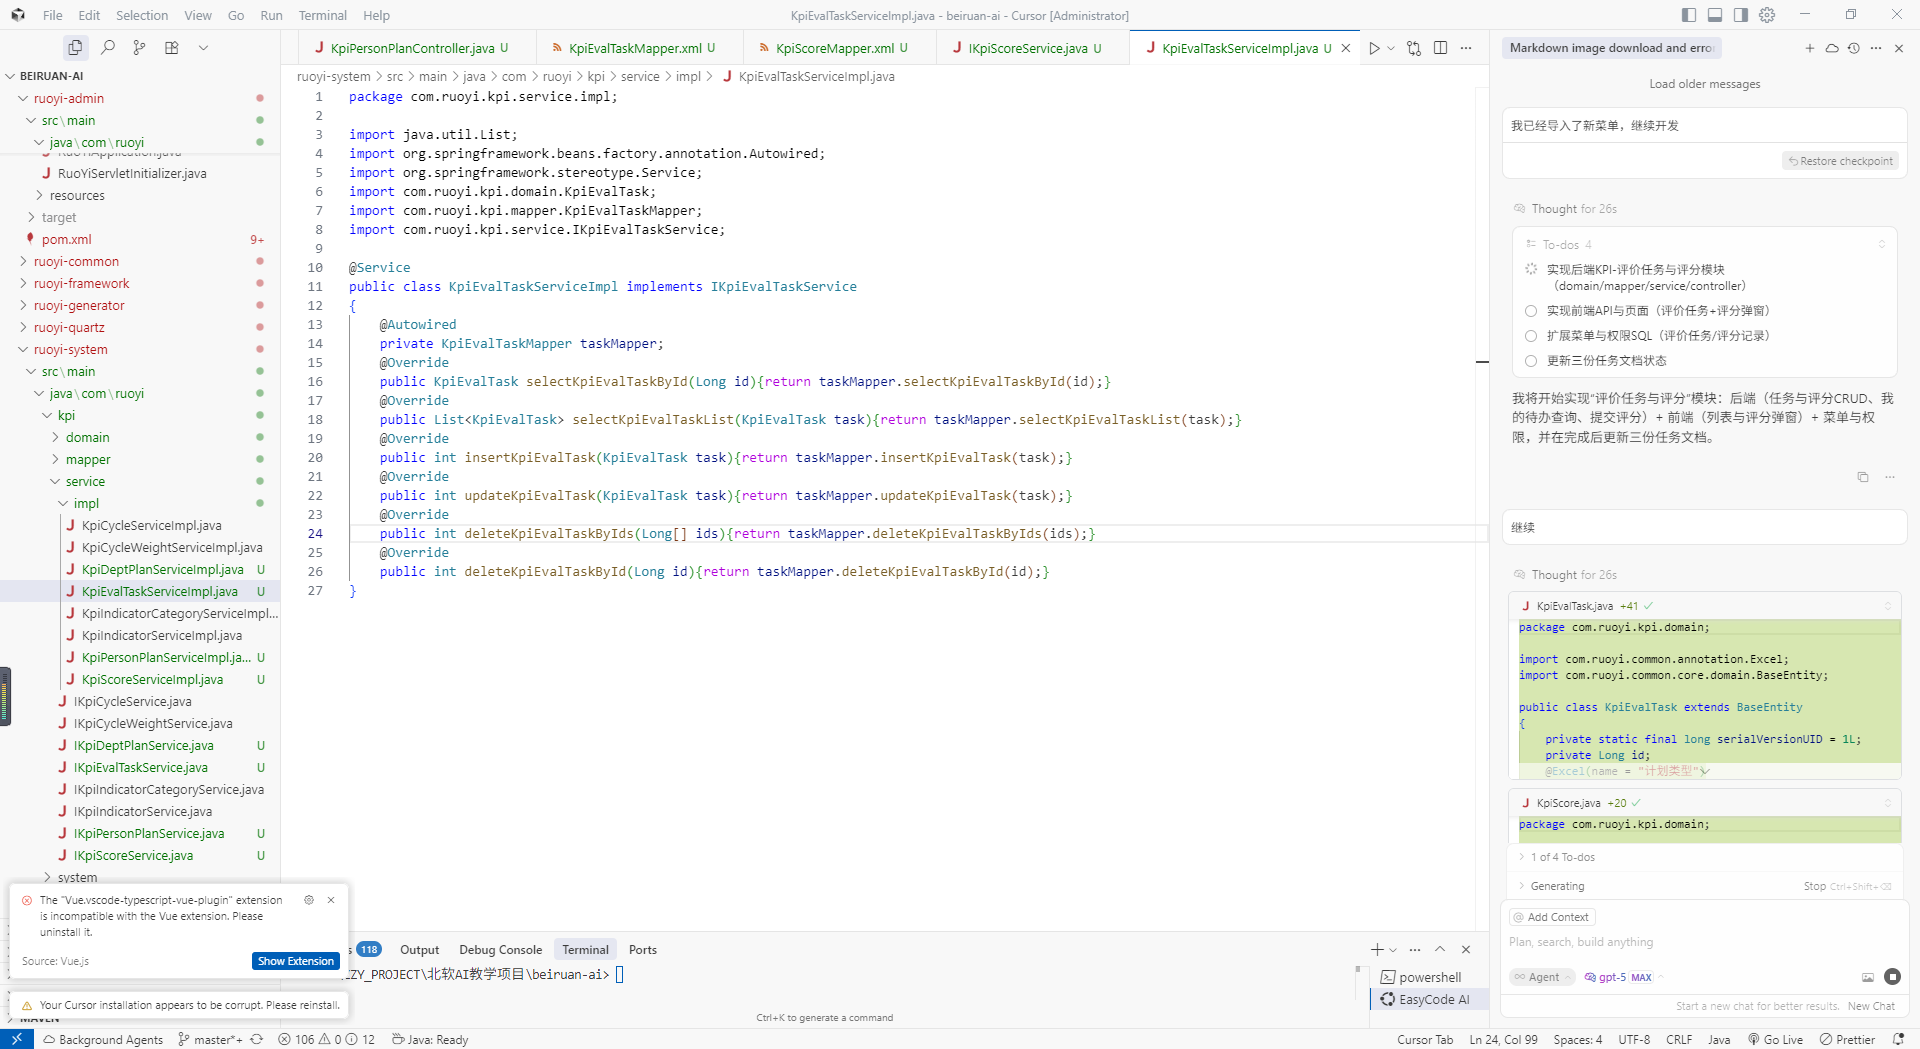 File Edit Selection View Go Run Terminal Help
KpiEvalTaskServiceImpl.java - beiruan-ai - Cursor [Administrator]
BEIRUAN-AI
ruoyi-admin
src\main
java\com\ruoyi
RuoYiApplication.java
RuoYiServletInitializer.java
resources
target
pom.xml 9+
ruoyi-common
ruoyi-framework
ruoyi-generator
ruoyi-quartz
ruoyi-system
src\main
java\com\ruoyi
kpi
domain
mapper
service
impl
KpiCycleServiceImpl.java
KpiCycleWeightServiceImpl.java
KpiDeptPlanServiceImpl.java U
KpiEvalTaskServiceImpl.java U
KpiIndicatorCategoryServiceImpl...
KpiIndicatorServiceImpl.java
KpiPersonPlanServiceImpl.ja... U
KpiScoreServiceImpl.java U
IKpiCycleService.java
IKpiCycleWeightService.java
IKpiDeptPlanService.java U
IKpiEvalTaskService.java U
IKpiIndicatorCategoryService.java
IKpiIndicatorService.java
IKpiPersonPlanService.java U
IKpiScoreService.java U
system
The "Vue.vscode-typescript-vue-plugin" extension
is incompatible with the Vue extension. Please
uninstall it.
Source: Vue.js
Show Extension
Your Cursor installation appears to be corrupt. Please reinstall.
MAVEN
KpiPersonPlanController.java U
KpiEvalTaskMapper.xml U
KpiScoreMapper.xml U
IKpiScoreService.java U
KpiEvalTaskServiceImpl.java U
ruoyi-system > src > main > java > com > ruoyi > kpi > service > impl > KpiEvalTaskServiceImpl.java
1 package com.ruoyi.kpi.service.impl;
2
3 import java.util.List;
4 import org.springframework.beans.factory.annotation.Autowired;
5 import org.springframework.stereotype.Service;
6 import com.ruoyi.kpi.domain.KpiEvalTask;
7 import com.ruoyi.kpi.mapper.KpiEvalTaskMapper;
8 import com.ruoyi.kpi.service.IKpiEvalTaskService;
9
10 @Service
11 public class KpiEvalTaskServiceImpl implements IKpiEvalTaskService
12 {
13 @Autowired
14 private KpiEvalTaskMapper taskMapper;
15 @Override
16 public KpiEvalTask selectKpiEvalTaskById(Long id){return taskMapper.selectKpiEvalTaskById(id);}
17 @Override
18 public List<KpiEvalTask> selectKpiEvalTaskList(KpiEvalTask task){return taskMapper.selectKpiEvalTaskList(task);}
19 @Override
20 public int insertKpiEvalTask(KpiEvalTask task){return taskMapper.insertKpiEvalTask(task);}
21 @Override
22 public int updateKpiEvalTask(KpiEvalTask task){return taskMapper.updateKpiEvalTask(task);}
23 @Override
24 public int deleteKpiEvalTaskByIds(Long[] ids){return taskMapper.deleteKpiEvalTaskByIds(ids);}
25 @Override
26 public int deleteKpiEvalTaskById(Long id){return taskMapper.deleteKpiEvalTaskById(id);}
27 }
s 118 Output Debug Console Terminal Ports
ZY_PROJECT\北软AI教学项目\beiruan-ai>
powershell
EasyCode AI
Ctrl+K to generate a command
Markdown image download and erro
Load older messages
我已经导入了新菜单，继续开发
Restore checkpoint
Thought for 26s
To-dos 4
实现后端KPI-评价任务与评分模块
（domain/mapper/service/controller）
实现前端API与页面（评价任务+评分弹窗）
扩展菜单与权限SQL（评价任务/评分记录）
更新三份任务文档状态
我将开始实现“评价任务与评分”模块：后端（任务与评分CRUD、我
的待办查询、提交评分）+ 前端（列表与评分弹窗）+ 菜单与权
限，并在完成后更新三份任务文档。
继续
Thought for 26s
KpiEvalTask.java +41
package com.ruoyi.kpi.domain;
import com.ruoyi.common.annotation.Excel;
import com.ruoyi.common.core.domain.BaseEntity;
public class KpiEvalTask extends BaseEntity
{
private static final long serialVersionUID = 1L;
private Long id;
@Excel(name = "计划类型")
KpiScore.java +20
package com.ruoyi.kpi.domain;
1 of 4 To-dos
Generating
Stop Ctrl+Shift+⌫
@ Add Context
Plan, search, build anything
∞ Agent
gpt-5 MAX
Start a new chat for better results. New Chat
Background Agents master*+ 106 0 12 Java: Ready
Cursor Tab Ln 24, Col 99 Spaces: 4 UTF-8 CRLF Java Go Live Prettier